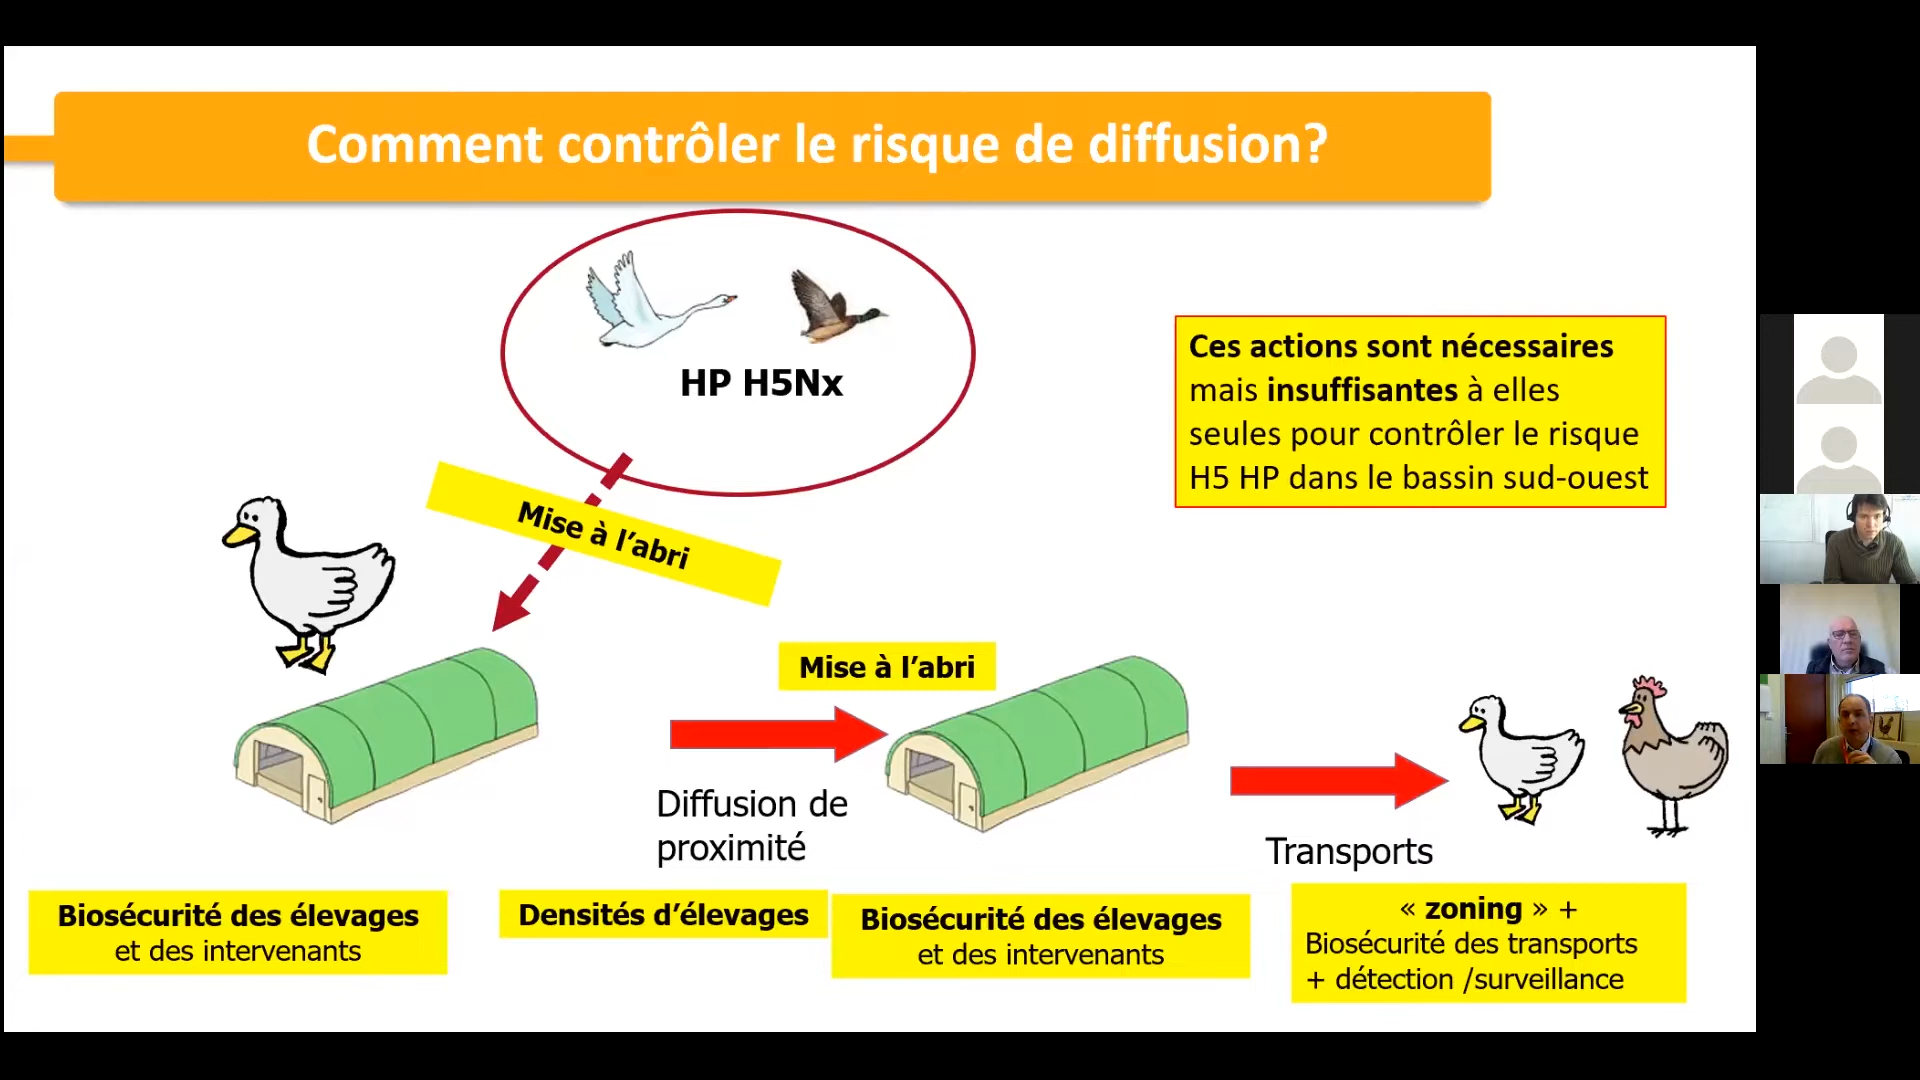 Comment contrôler le risque de diffusion?
HP H5Nx
Ces actions sont nécessaires
mais insuffisantes à elles
seules pour contrôler le risque
H5 HP dans le bassin sud-ouest
Mise à l’abri
Mise à l’abri
Diffusion de
proximité
Transports
Biosécurité des élevages
et des intervenants
Densités d’élevages
Biosécurité des élevages
et des intervenants
« zoning » +
Biosécurité des transports
+ détection /surveillance